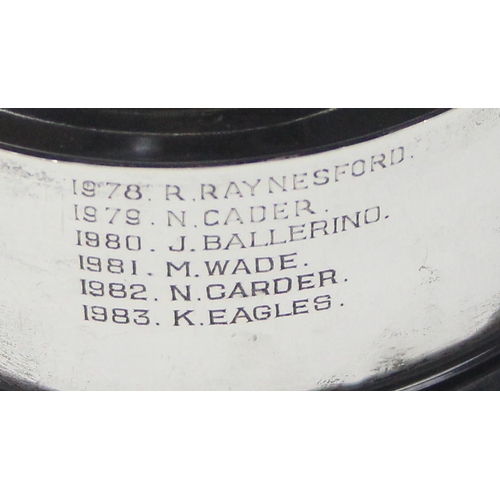 1978. R. RAYNESFORD.
1979. N. CADER.
1980. J. BALLERINO.
1981. M. WADE.
1982. N. CARDER.
1983. K. EAGLES.